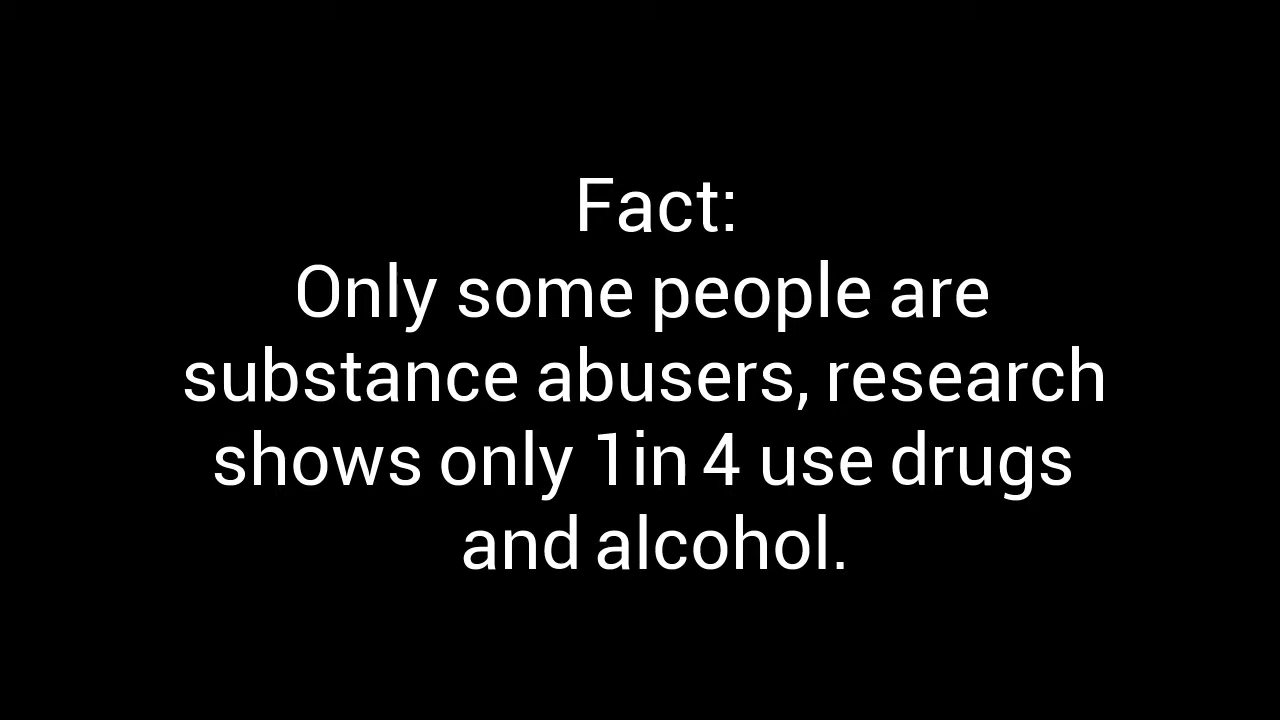 Fact:
Only some people are
substance abusers, research
shows only 1in 4 use drugs
and alcohol.